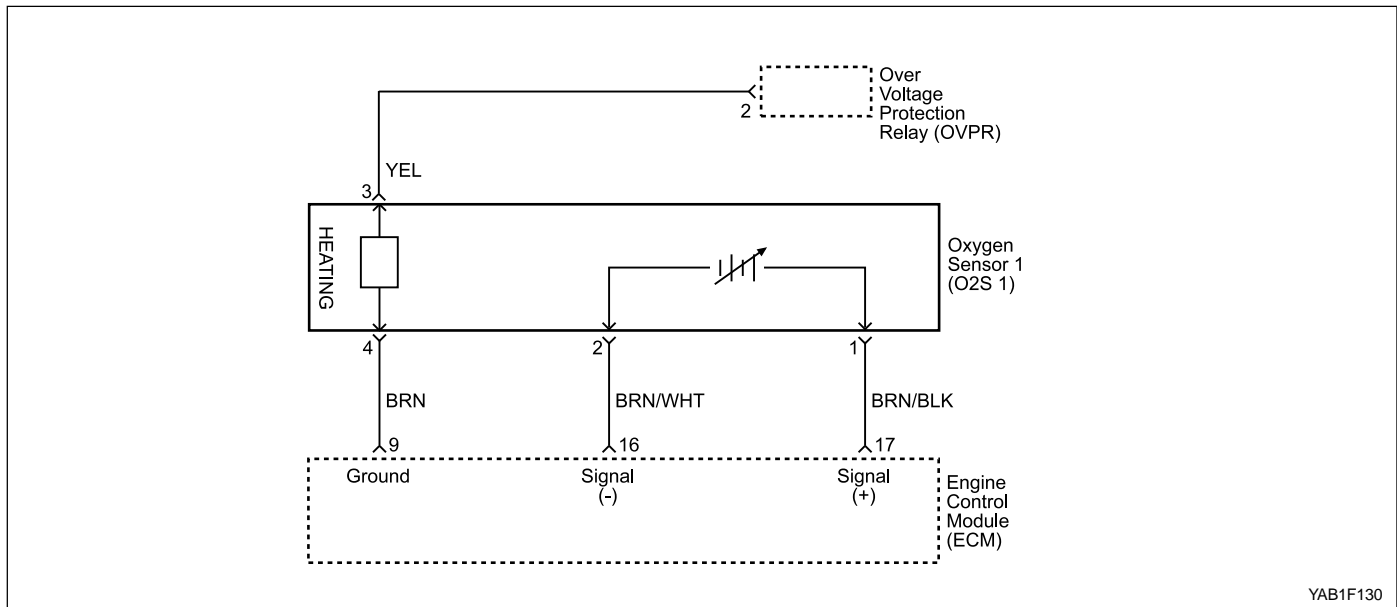 Over
Voltage
Protection
Relay (OVPR)
2
YEL
3
HEATING
Oxygen
Sensor 1
(O2S 1)
4
2
1
BRN
BRN/WHT
BRN/BLK
9
16
17
Ground
Signal
(-)
Signal
(+)
Engine
Control
Module
(ECM)
YAB1F130